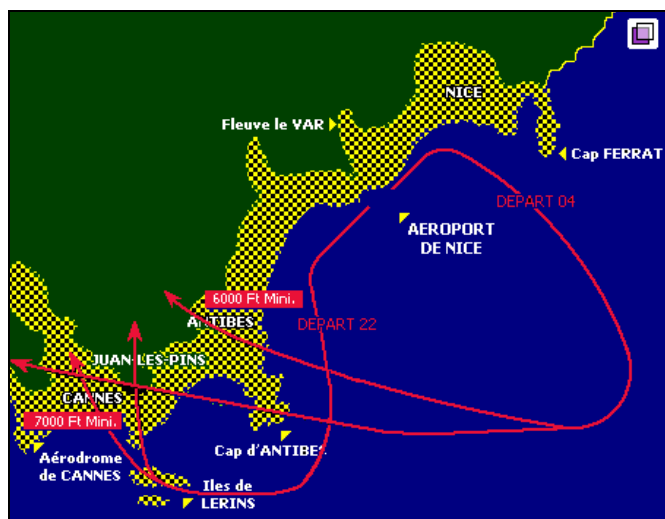 NICE
Fleuve le VAR
Cap FERRAT
DEPART 04
AEROPORT
DE NICE
6000 Ft Mini.
ANTIBES
DEPART 22
JUAN-LES-PINS
CANNES
7000 Ft Mini.
Cap d'ANTIBES
Aérodrome
de CANNES
Iles de
LERINS